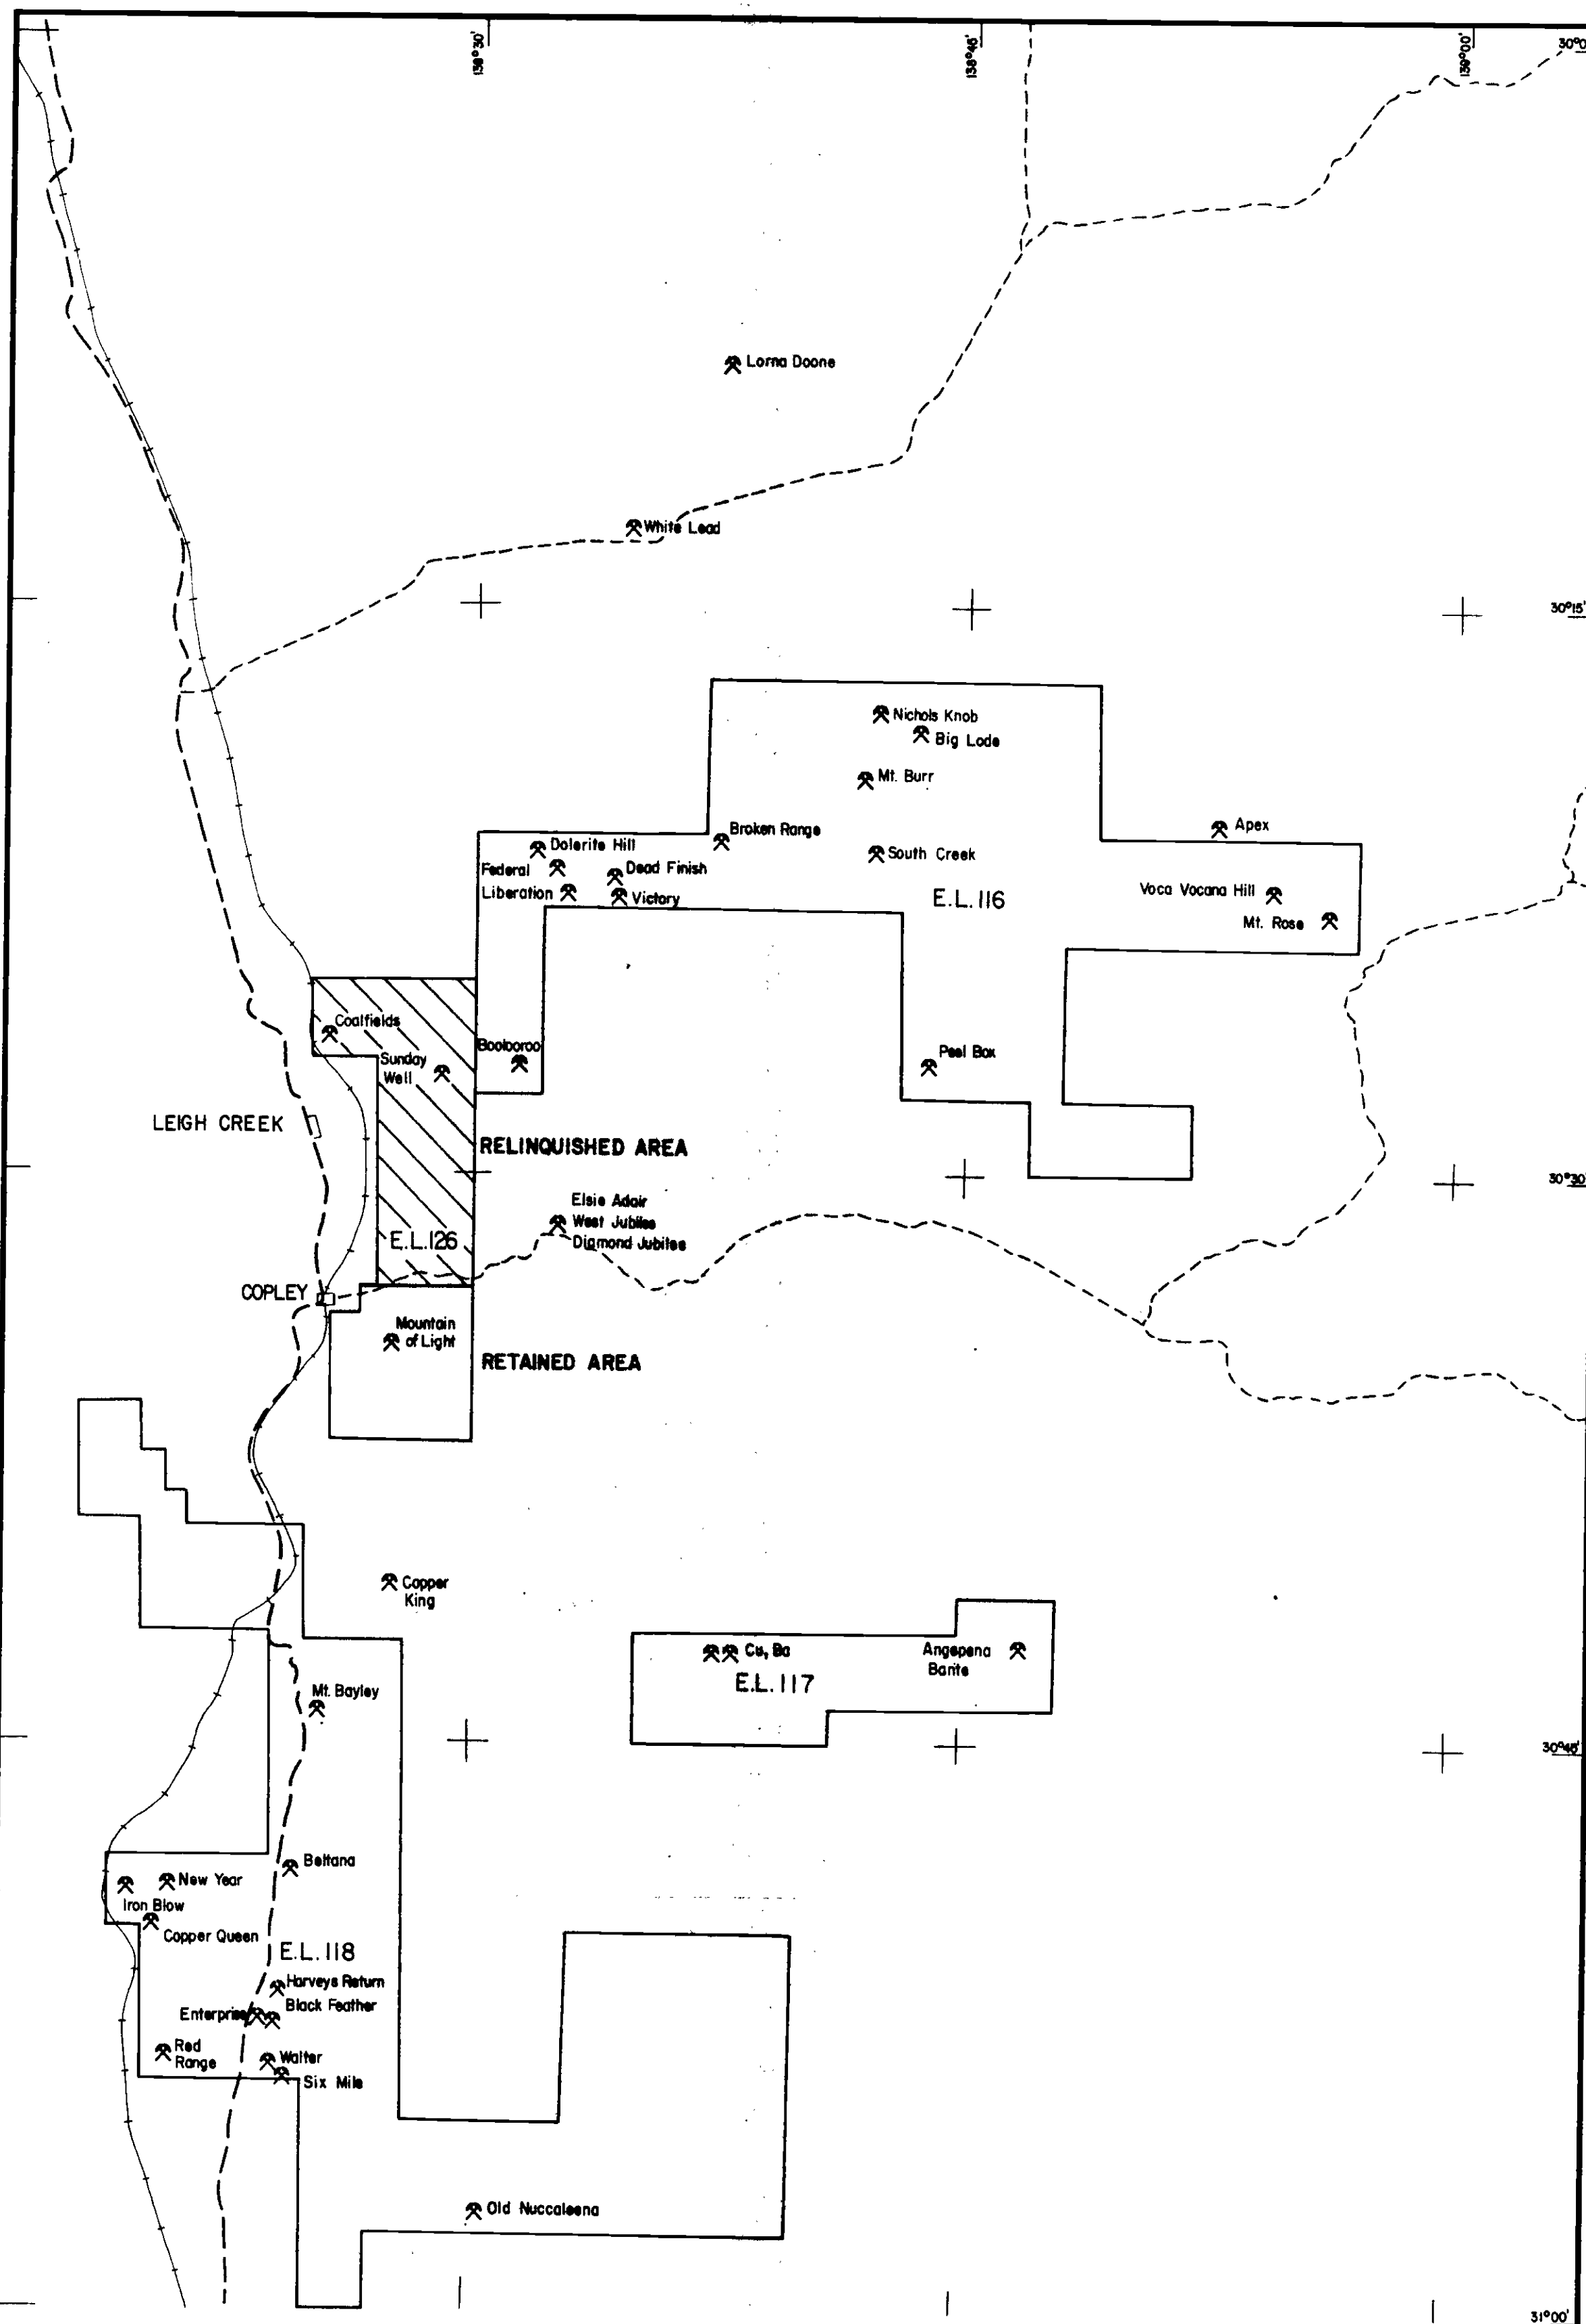 138°30'
138°45'
139°00'
30°0
Lorna Doone
White Lead
30°15'
Nichols Knob
Big Lode
Mt. Burr
Broken Range
Apex
Dolerite Hill
South Creek
Federal
Dead Finish
Liberation
Victory
E.L. 116
Voca Vocana Hill
Mt. Rose
Coalfields
Boolooroo
Sunday
Well
Peel Box
LEIGH CREEK
RELINQUISHED AREA
30°30'
Elsie Adair
West Jubilee
Diamond Jubilee
E.L. 126
COPLEY
Mountain
of Light
RETAINED AREA
Copper
King
Cu, Ba
Angepena
Barite
E.L. 117
Mt. Bayley
30°45'
Beltana
New Year
Iron Blow
Copper Queen
E.L. 118
Harveys Return
Black Feather
Enterprise
Red
Range
Walter
Six Mile
Old Nuccaleena
31°00'